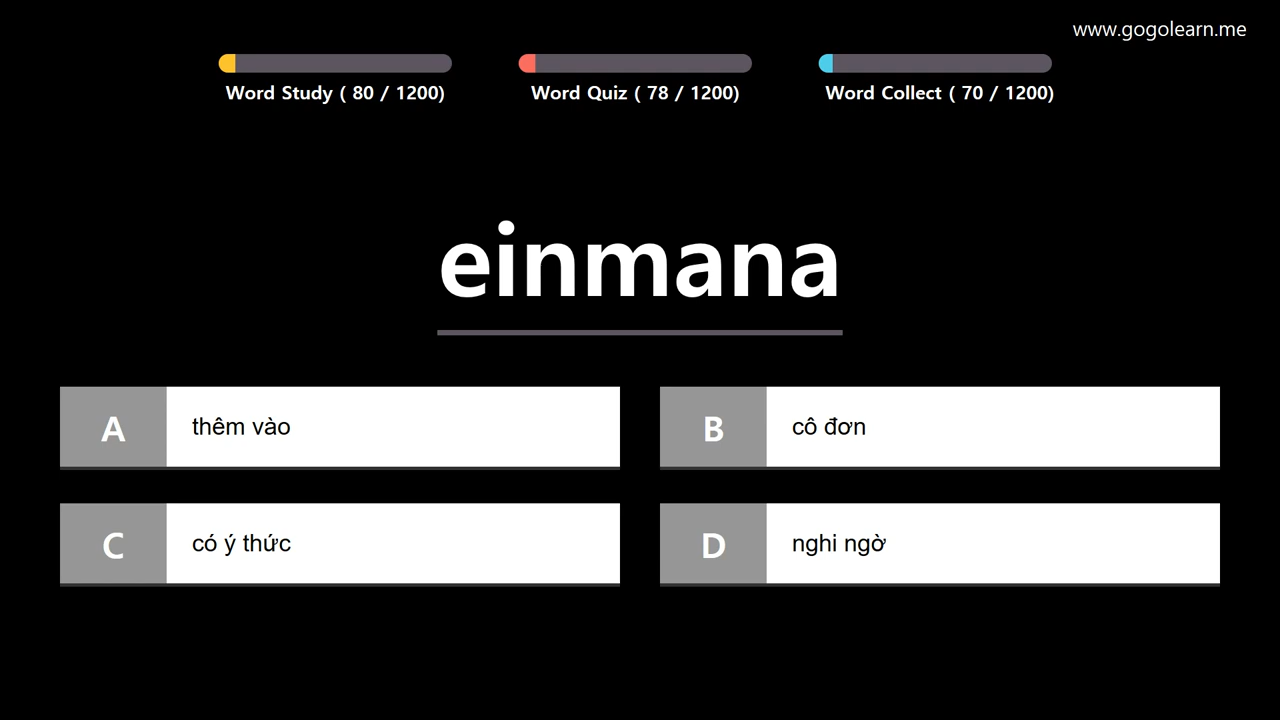 www.gogolearn.me
Word Study ( 80 / 1200)
Word Quiz ( 78 / 1200)
Word Collect ( 70 / 1200)
einmana
A
thêm vào
B
cô đơn
C
có ý thức
D
nghi ngờ